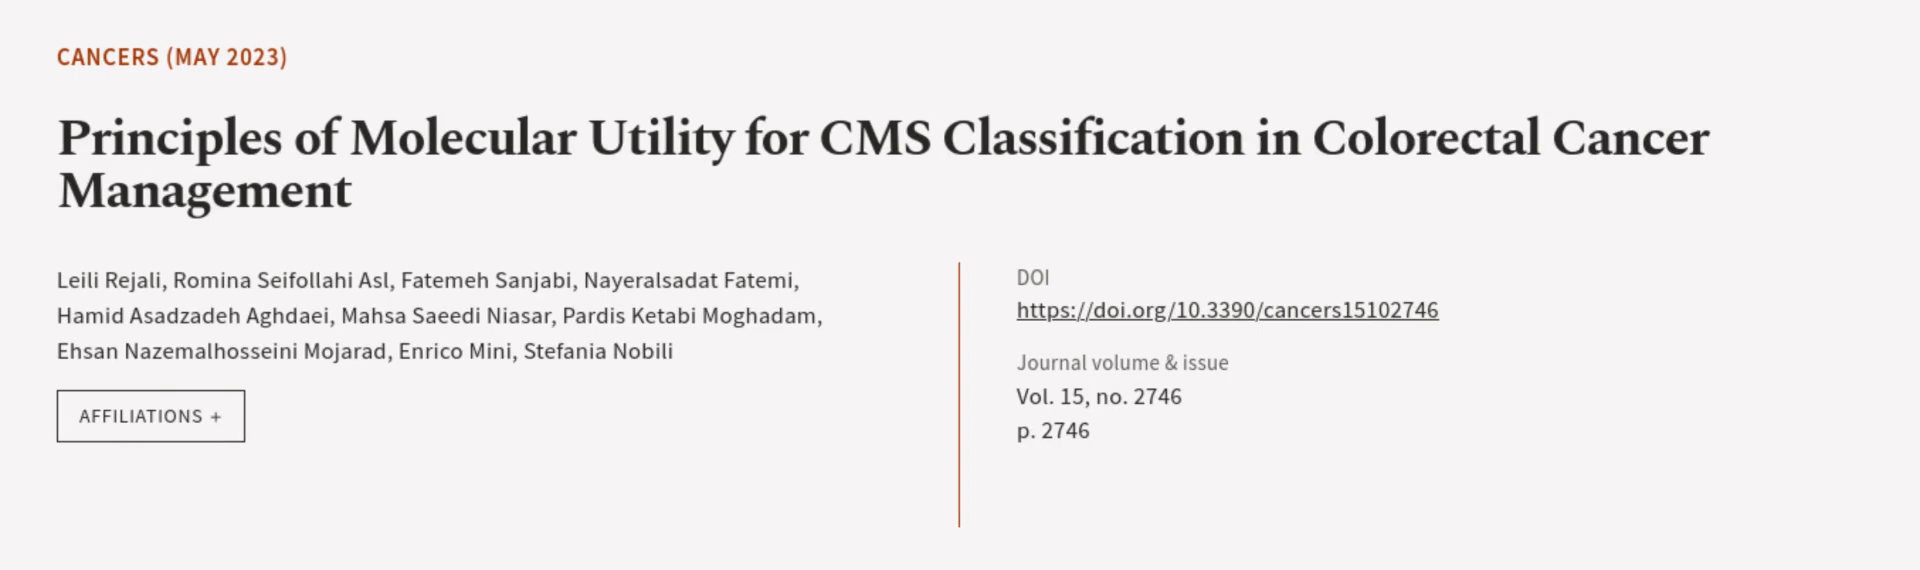 CANCERS (MAY 2023)
Principles of Molecular Utility for CMS Classification in Colorectal Cancer
Management
Leili Rejali, Romina Seifollahi Asl, Fatemeh Sanjabi, Nayeralsadat Fatemi,
Hamid Asadzadeh Aghdaei, Mahsa Saeedi Niasar, Pardis Ketabi Moghadam,
Ehsan Nazemalhosseini Mojarad, Enrico Mini, Stefania Nobili
AFFILIATIONS +
DOI
https://doi.org/10.3390/cancers15102746
Journal volume & issue
Vol. 15, no. 2746
p. 2746